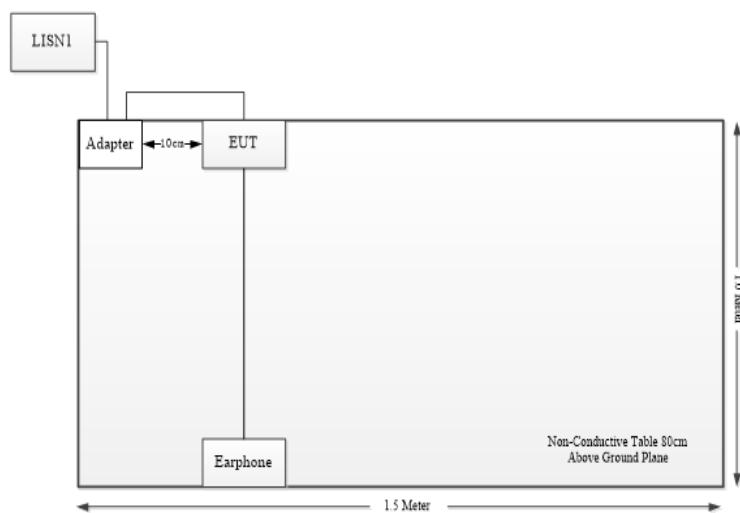 LISN1
Adapter
10cm
EUT
Earphone
Non-Conductive Table 80cm
Above Ground Plane
1.5 Meter